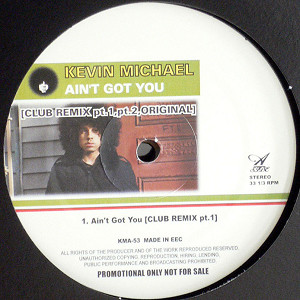 KEVIN MICHAEL
AIN'T GOT YOU
[CLUB REMIX pt.1,pt.2,ORIGINAL]
STEREO
33 1/3 RPM
1. Ain't Got You [CLUB REMIX pt.1]
KMA-53 MADE IN EEC
ALL RIGHTS OF THE PRODUCER AND OF THE WORK REPRODUCED RESERVED.
UNAUTHORIZED COPYING, REPRODUCTION, HIRING, LENDING,
PUBLIC PERFORMANCE AND BROADCASTING PROHIBITED.
PROMOTIONAL ONLY NOT FOR SALE